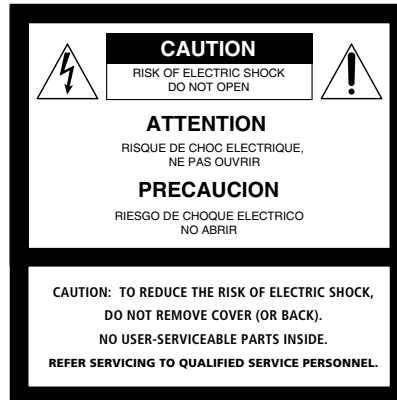 CAUTION
RISK OF ELECTRIC SHOCK
DO NOT OPEN
ATTENTION
RISQUE DE CHOC ELECTRIQUE,
NE PAS OUVRIR
PRECAUCION
RIESGO DE CHOQUE ELECTRICO
NO ABRIR
CAUTION: TO REDUCE THE RISK OF ELECTRIC SHOCK,
DO NOT REMOVE COVER (OR BACK).
NO USER-SERVICEABLE PARTS INSIDE.
REFER SERVICING TO QUALIFIED SERVICE PERSONNEL.